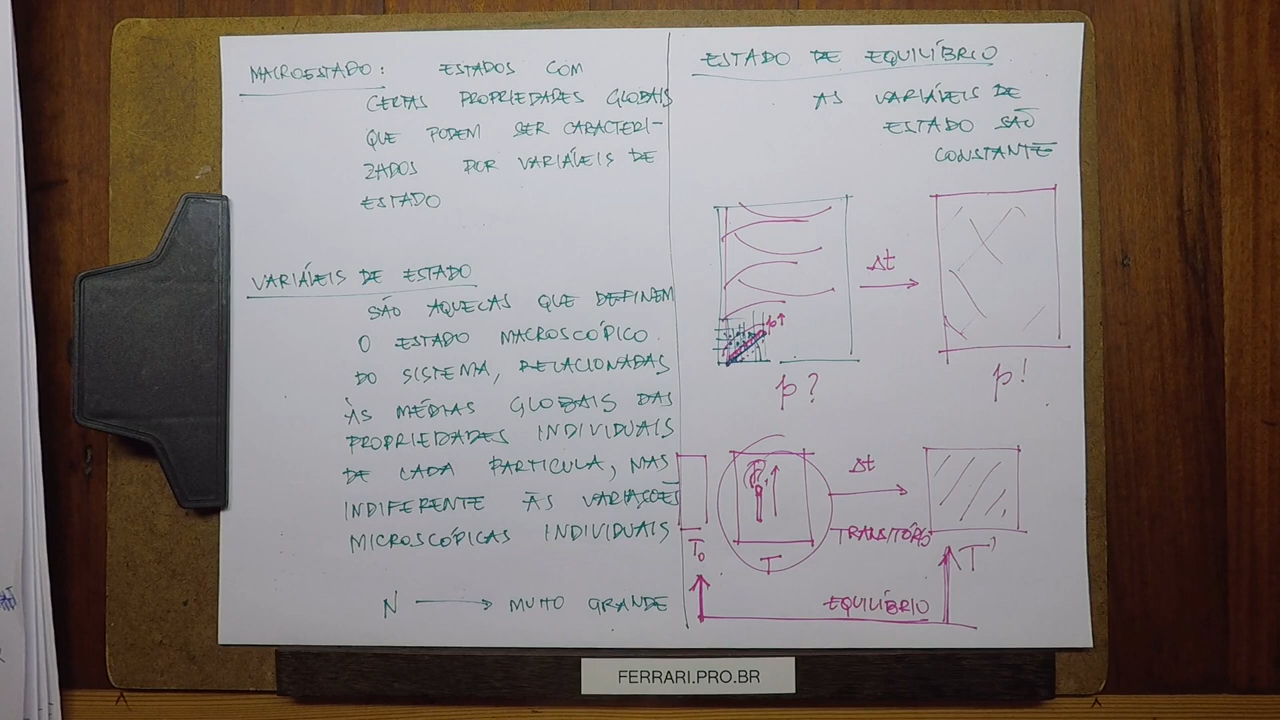 MACROESTADO: ESTADOS COM
CERTAS PROPRIEDADES GLOBAIS
QUE PODEM SER CARACTERI-
ZADOS POR VARIÁVEIS DE
ESTADO
VARIÁVEIS DE ESTADO
SÃO AQUELAS QUE DEFINEM
O ESTADO MACROSCÓPICO.
DO SISTEMA, RELACIONADAS
ÀS MÉDIAS GLOBAIS DAS
PROPRIEDADES INDIVIDUAIS
DE CADA PARTÍCULA, MAS
INDIFERENTE ÀS VARIAÇÕES
MICROSCÓPICAS INDIVIDUAIS
N → MUITO GRANDE
ESTADO DE EQUILÍBRIO
AS VARIÁVEIS DE
ESTADO SÃO
CONSTANTE
Δt
p↑
p?
p!
Δt
TRANSITÓRO
T₀
T
T'
EQUILÍBRIO
FERRARI.PRO.BR